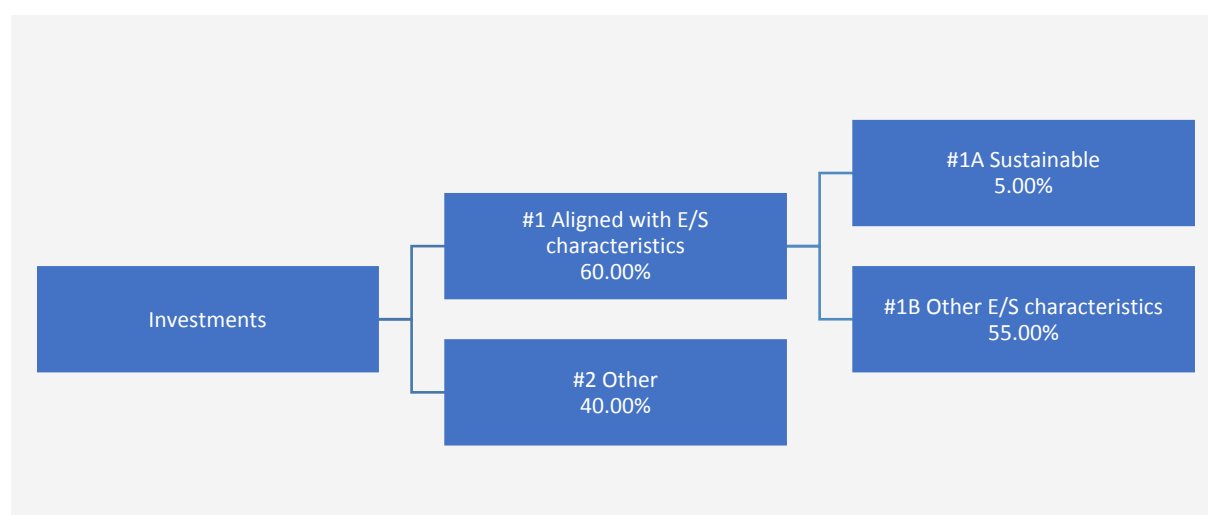 Investments
#1 Aligned with E/S
characteristics
60.00%
#2 Other
40.00%
#1A Sustainable
5.00%
#1B Other E/S characteristics
55.00%